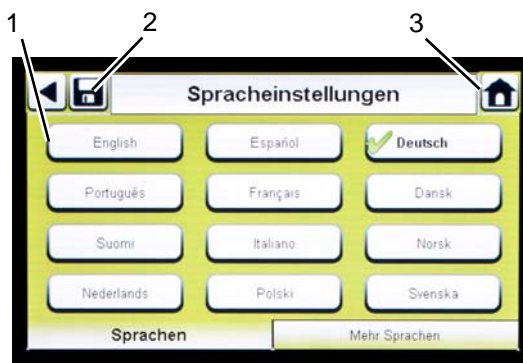 1 2 3
Spracheinstellungen
English Español Deutsch
Português Français Dansk
Suomi Italiano Norsk
Nederlands Polski Svenska
Sprachen Mehr Sprachen